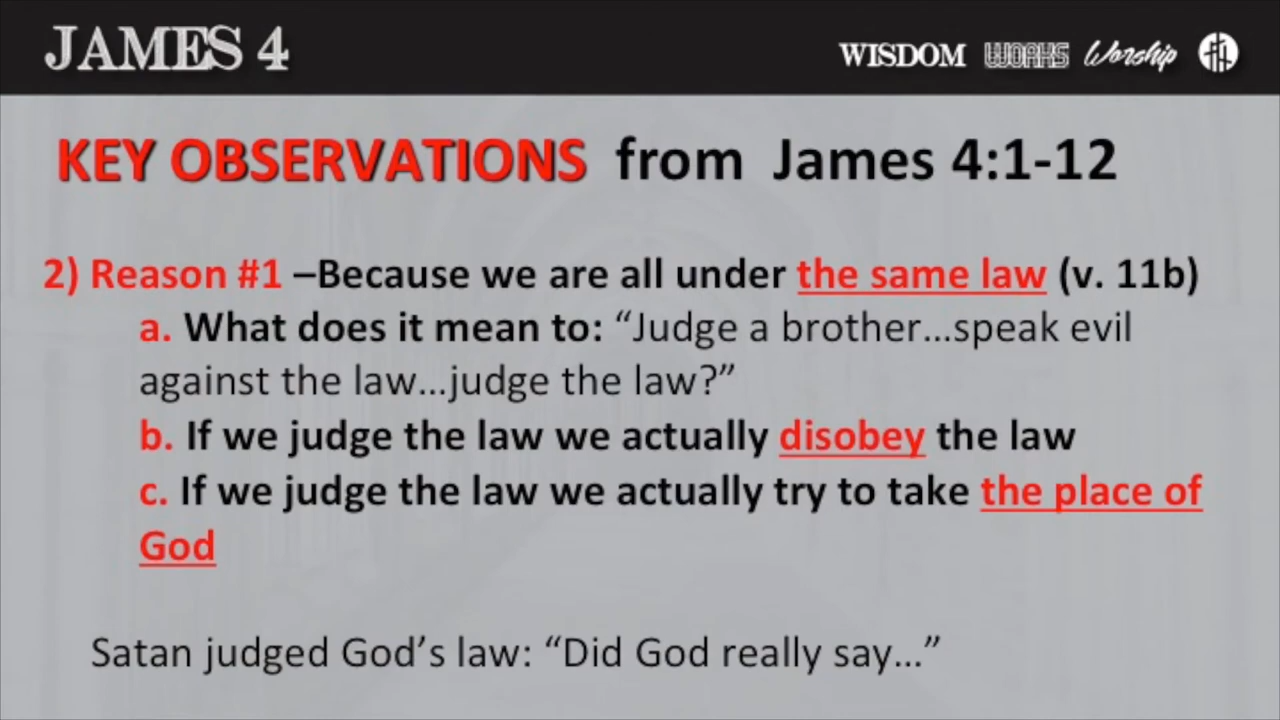 JAMES 4
WISDOM WORKS Worship
KEY OBSERVATIONS from James 4:1-12
2) Reason #1 –Because we are all under the same law (v. 11b)
a. What does it mean to: “Judge a brother...speak evil
against the law...judge the law?”
b. If we judge the law we actually disobey the law
c. If we judge the law we actually try to take the place of
God
Satan judged God’s law: “Did God really say...”